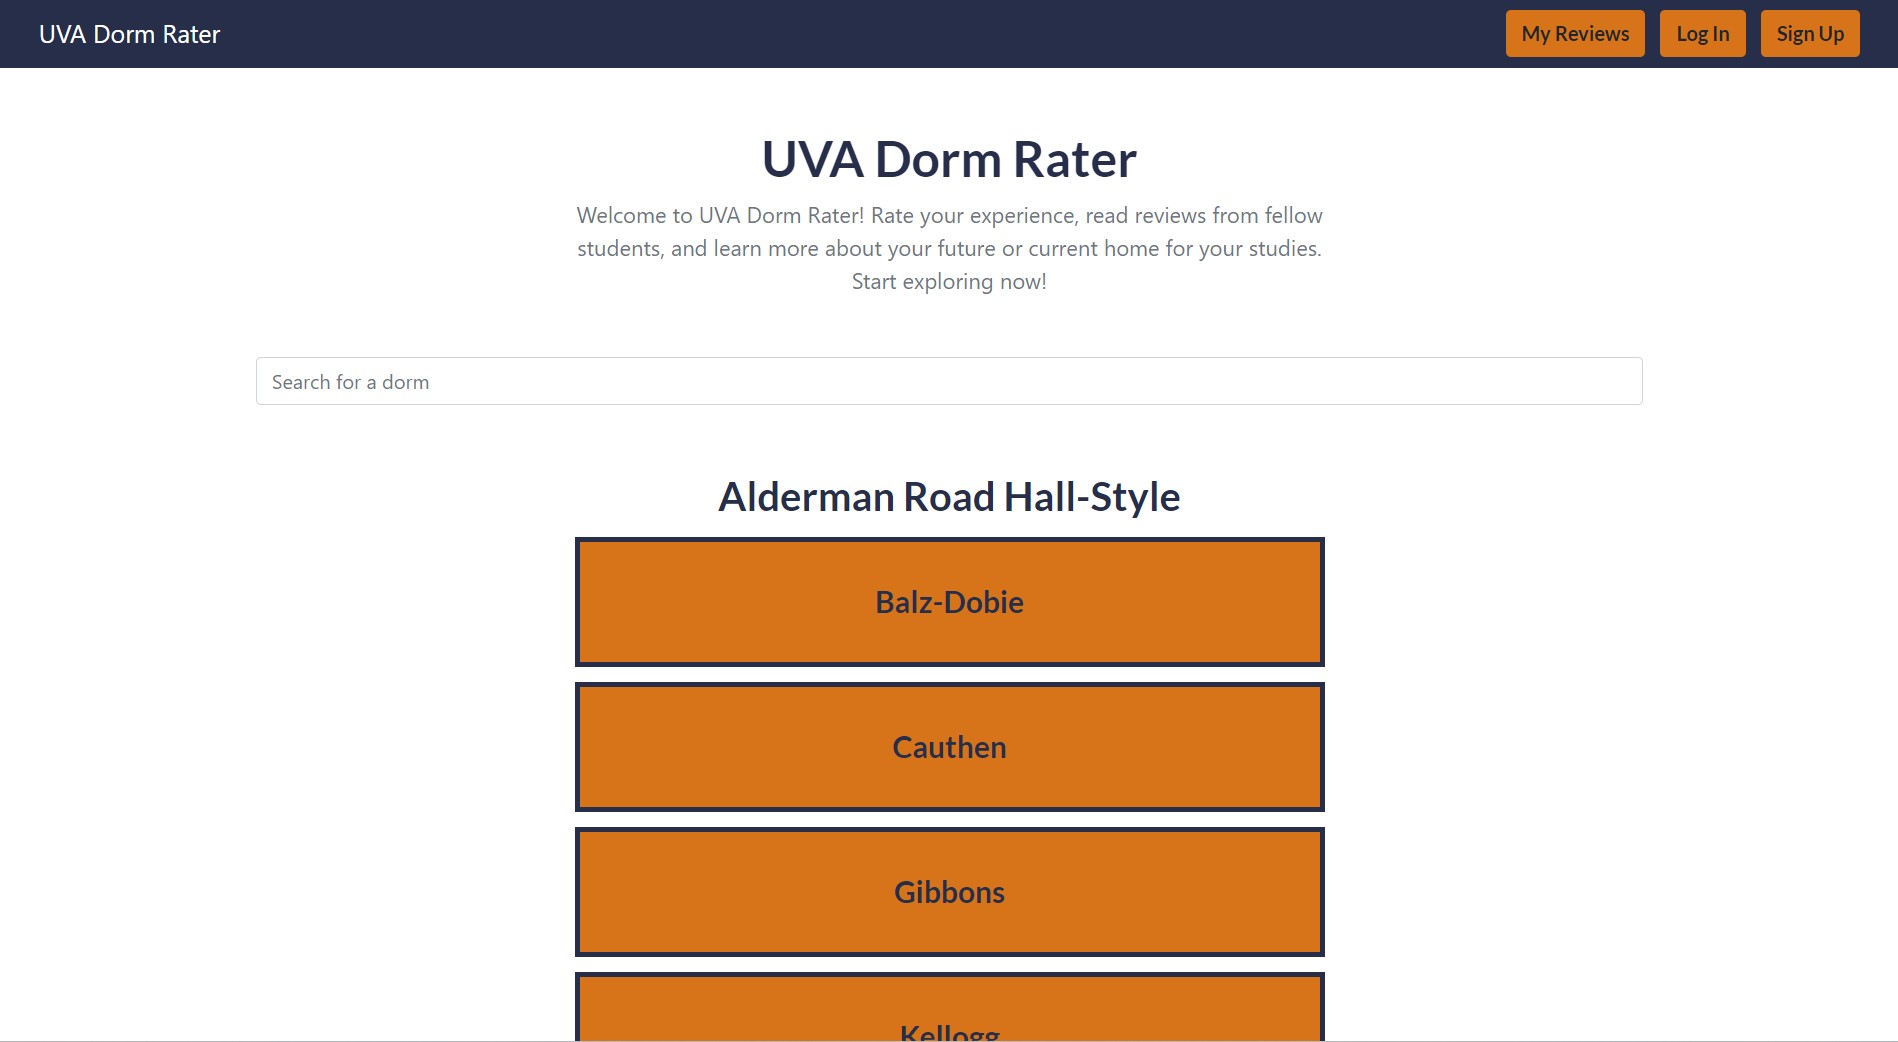 UVA Dorm Rater
My Reviews
Log In
Sign Up
UVA Dorm Rater
Welcome to UVA Dorm Rater! Rate your experience, read reviews from fellow
students, and learn more about your future or current home for your studies.
Start exploring now!
Search for a dorm
Alderman Road Hall-Style
Balz-Dobie
Cauthen
Gibbons
Kellogg